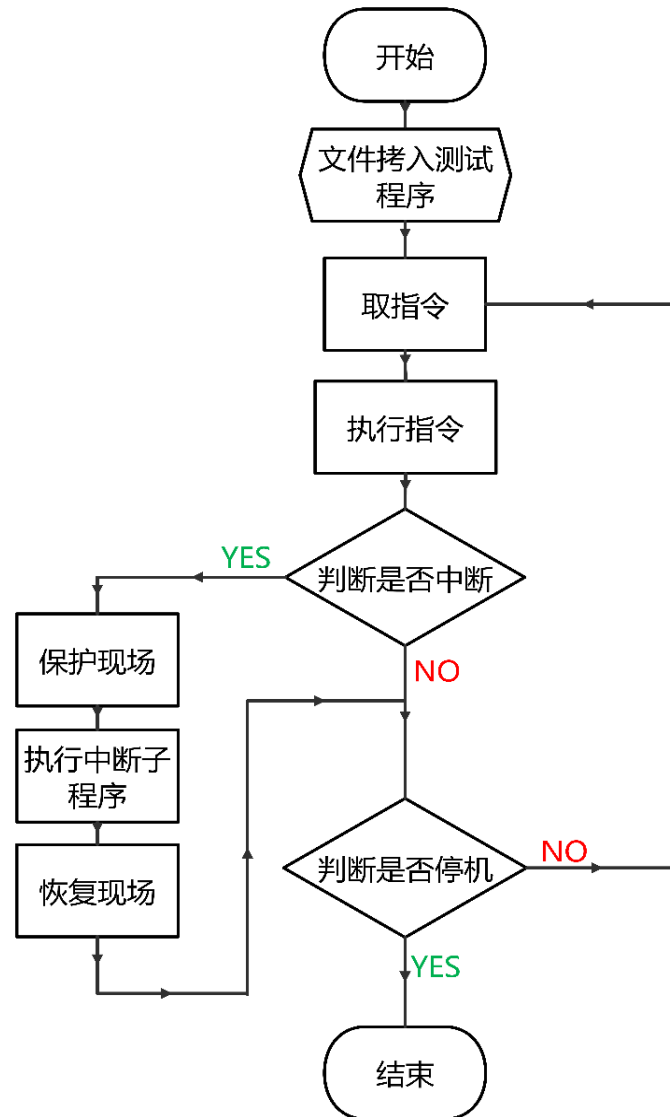 开始
文件拷入测试
程序
取指令
执行指令
YES
判断是否中断
保护现场
NO
执行中断子
程序
恢复现场
判断是否停机
NO
YES
结束